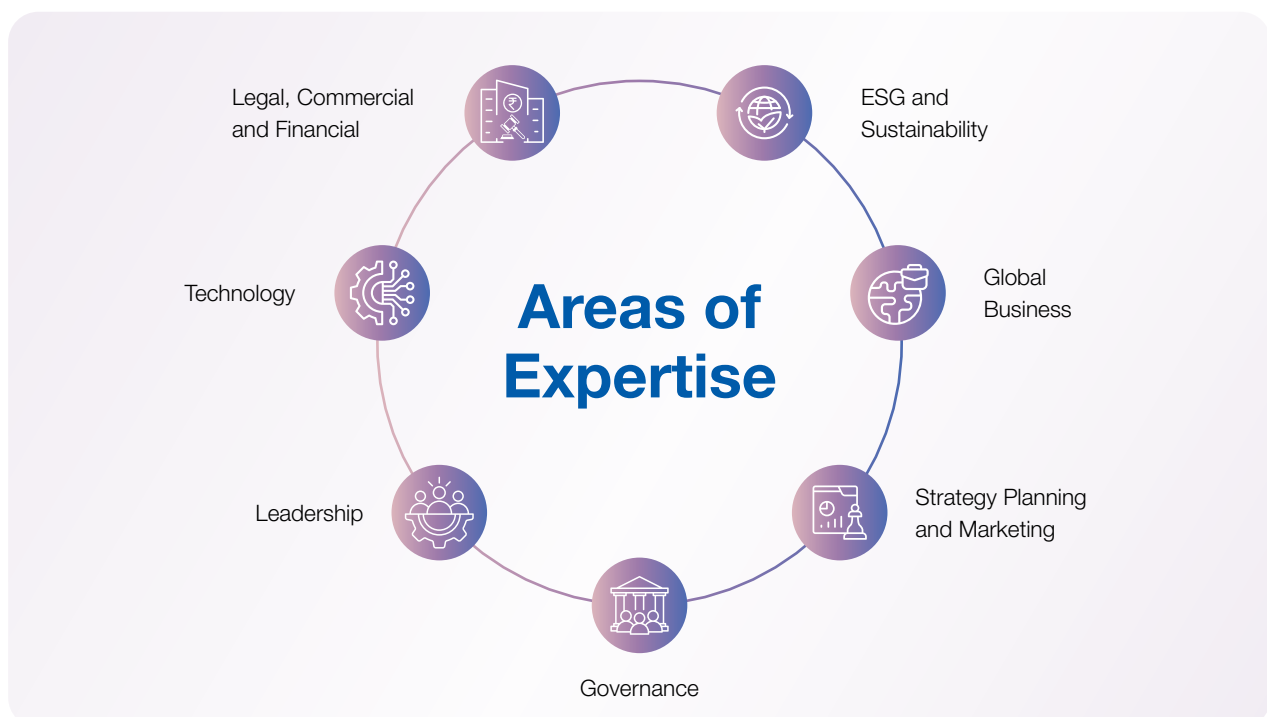 Legal, Commercial
and Financial
ESG and
Sustainability
Technology
Global
Business
Areas of
Expertise
Leadership
Strategy Planning
and Marketing
Governance
₹